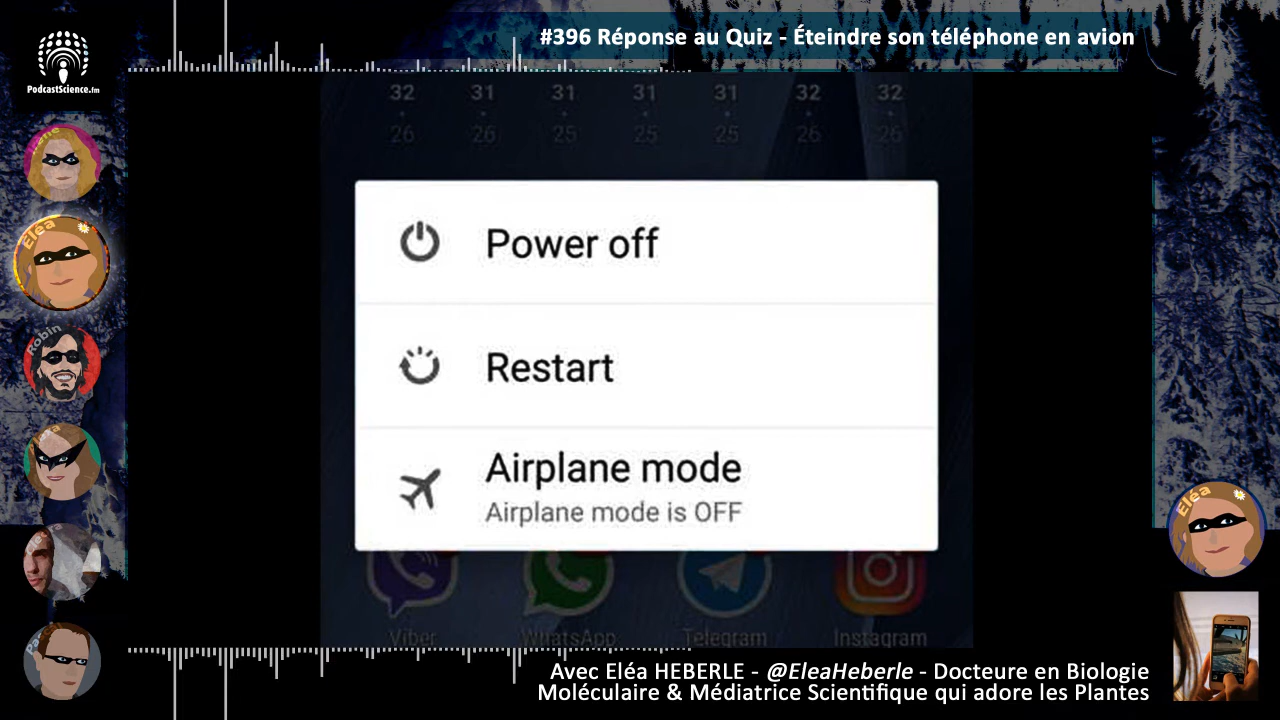 #396 Réponse au Quiz - Éteindre son téléphone en avion
PodcastScience.fm
32 31 31 31 31 32 32
26 26 25 25 25 26 26
Power off
Restart
Airplane mode
Airplane mode is OFF
Viber WhatsApp Telegram Instagram
Eléa
Robin
Eléa
Avec Eléa HEBERLE - @EleaHeberle - Docteure en Biologie
Moléculaire & Médiatrice Scientifique qui adore les Plantes